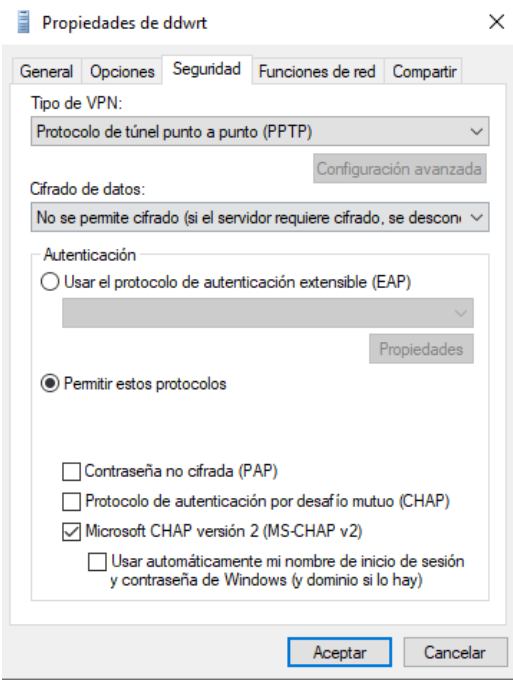 Propiedades de ddwrt
General Opciones Seguridad Funciones de red Compartir
Tipo de VPN:
Protocolo de túnel punto a punto (PPTP)
Configuración avanzada
Cifrado de datos:
No se permite cifrado (si el servidor requiere cifrado, se descon
Autenticación
Usar el protocolo de autenticación extensible (EAP)
Propiedades
Permitir estos protocolos
Contraseña no cifrada (PAP)
Protocolo de autenticación por desafío mutuo (CHAP)
Microsoft CHAP versión 2 (MS-CHAP v2)
Usar automáticamente mi nombre de inicio de sesión
y contraseña de Windows (y dominio si lo hay)
Aceptar Cancelar